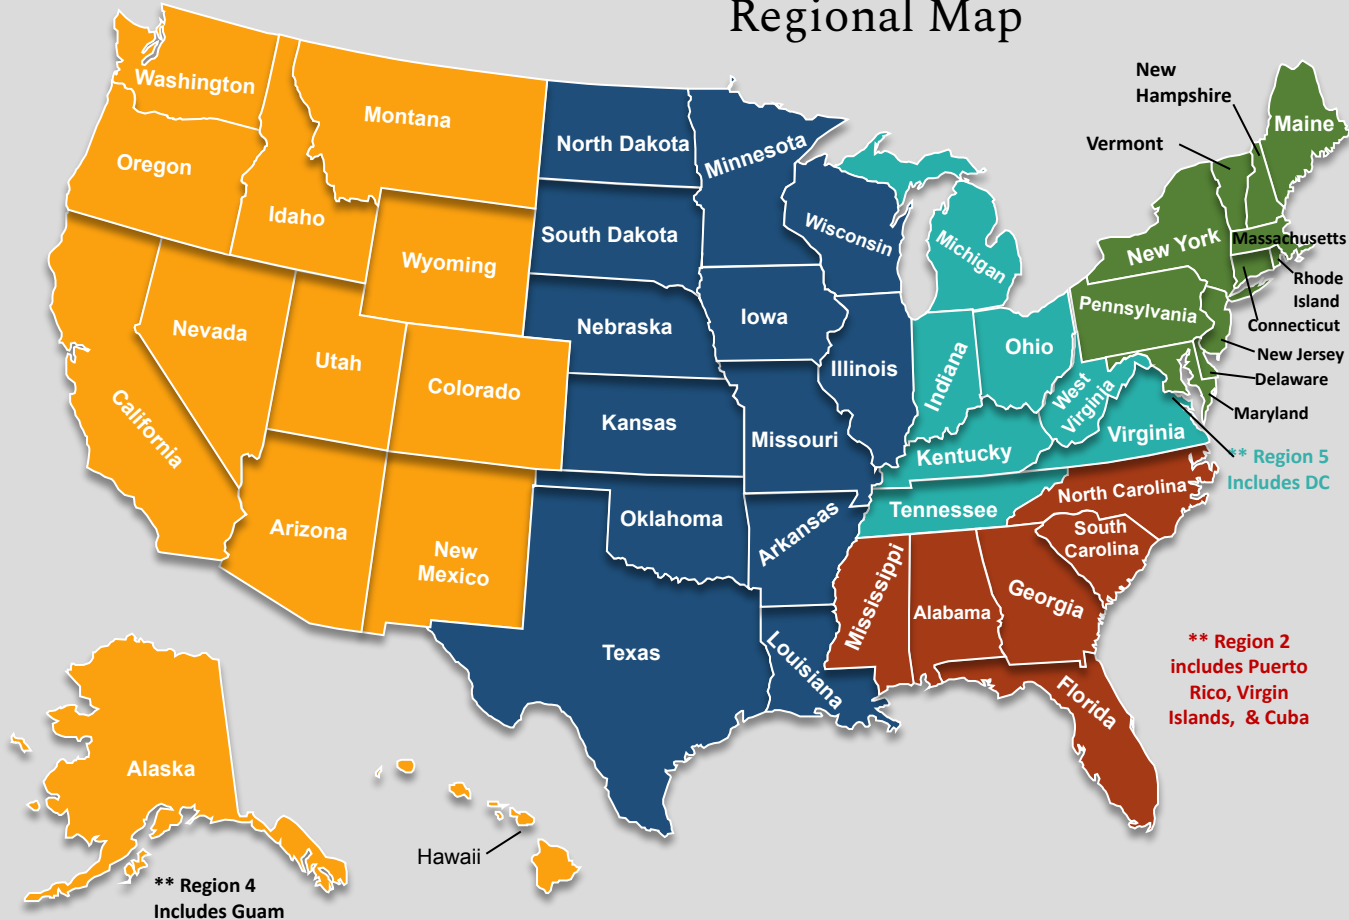 Regional Map
Washington
Oregon
Idaho
Montana
Wyoming
California
Nevada
Utah
Colorado
Arizona
New
Mexico
Alaska
Hawaii
** Region 4
Includes Guam
North Dakota
South Dakota
Nebraska
Kansas
Oklahoma
Texas
Minnesota
Iowa
Missouri
Arkansas
Louisiana
Wisconsin
Illinois
Michigan
Indiana
Ohio
West
Virginia
Kentucky
Virginia
Tennessee
** Region 5
Includes DC
North Carolina
South
Carolina
Mississippi
Alabama
Georgia
Florida
** Region 2
includes Puerto
Rico, Virgin
Islands,  & Cuba
New
Hampshire
Vermont
Maine
New York
Massachusetts
Rhode
Island
Connecticut
Pennsylvania
New Jersey
Delaware
Maryland